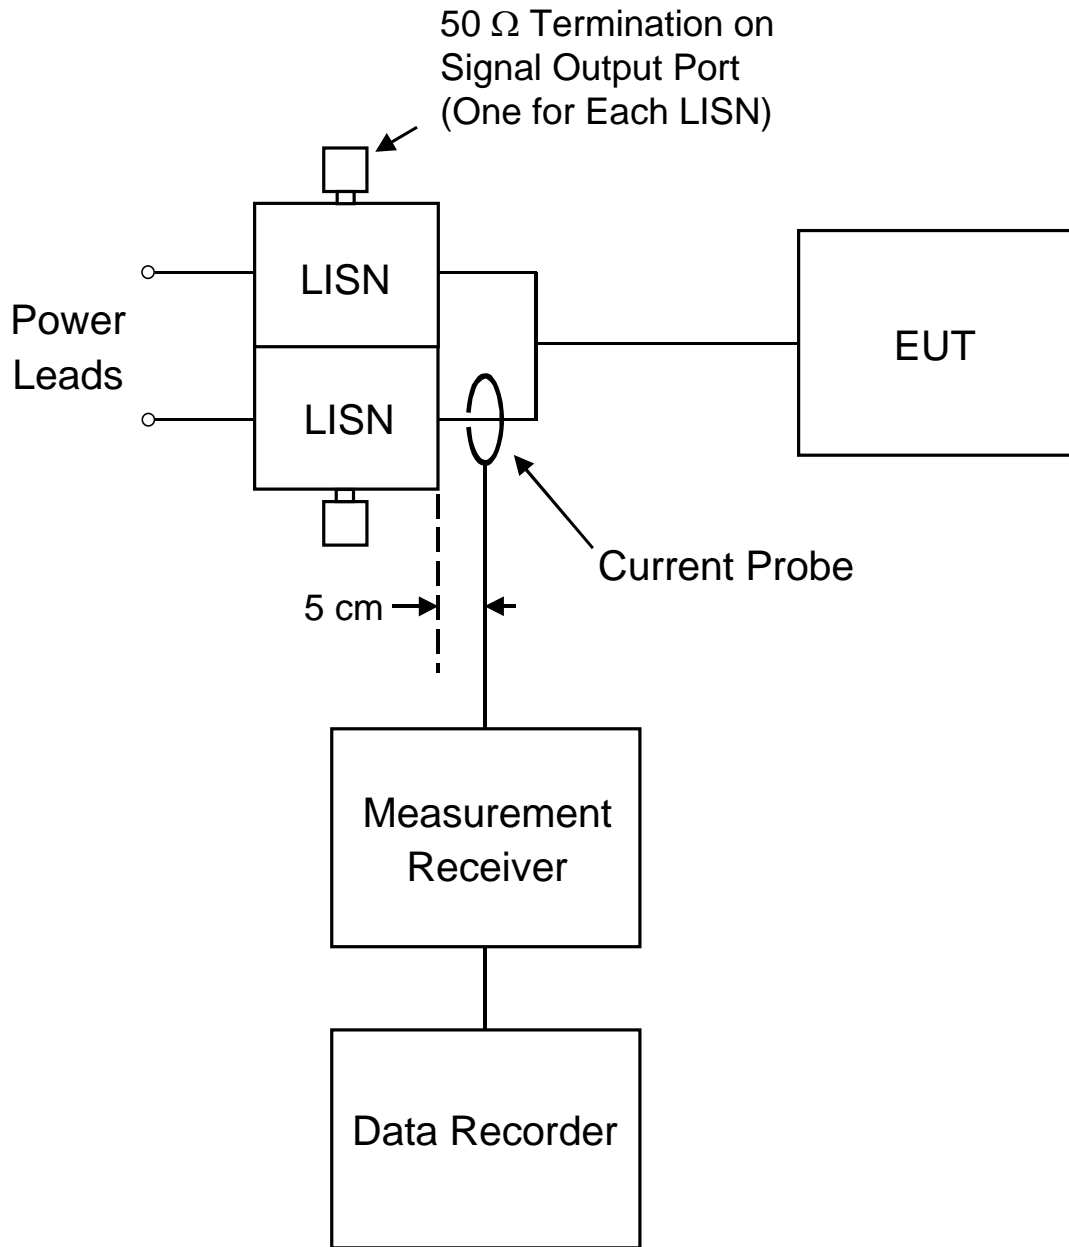 50 Ω Termination on
Signal Output Port
(One for Each LISN)
LISN
Power
Leads
LISN
EUT
Current Probe
5 cm
Measurement
Receiver
Data Recorder